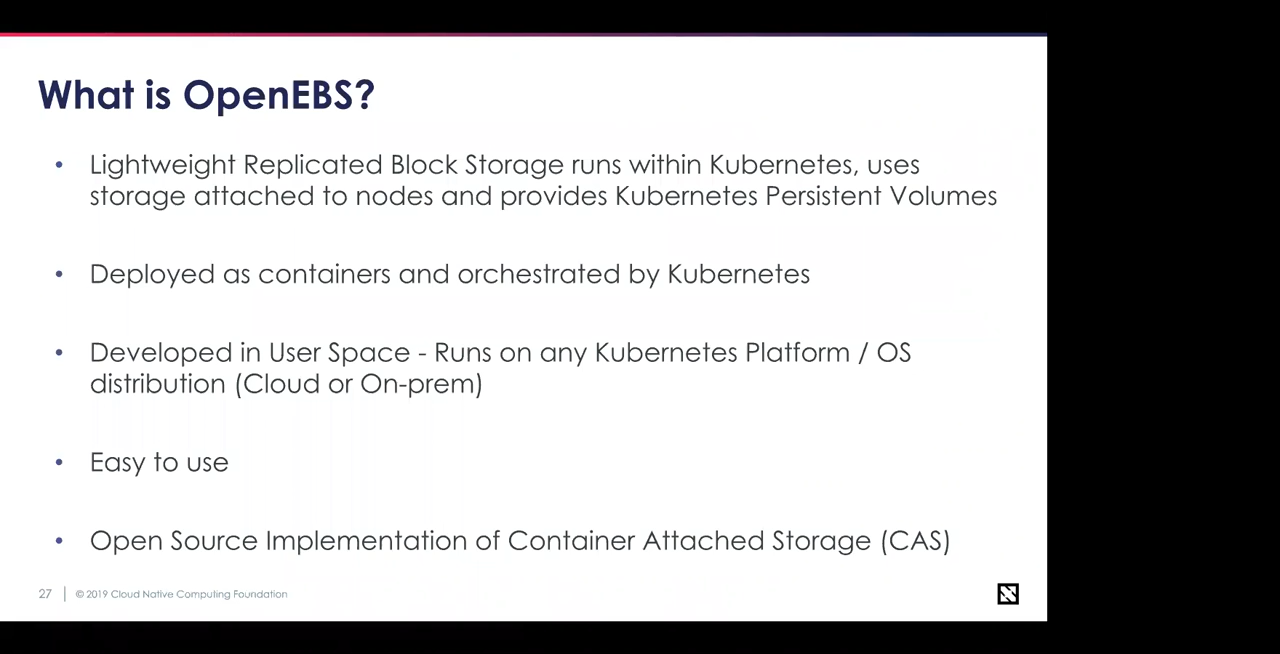 What is OpenEBS?
• Lightweight Replicated Block Storage runs within Kubernetes, uses
storage attached to nodes and provides Kubernetes Persistent Volumes
• Deployed as containers and orchestrated by Kubernetes
• Developed in User Space - Runs on any Kubernetes Platform / OS
distribution (Cloud or On-prem)
• Easy to use
• Open Source Implementation of Container Attached Storage (CAS)
27 | © 2019 Cloud Native Computing Foundation